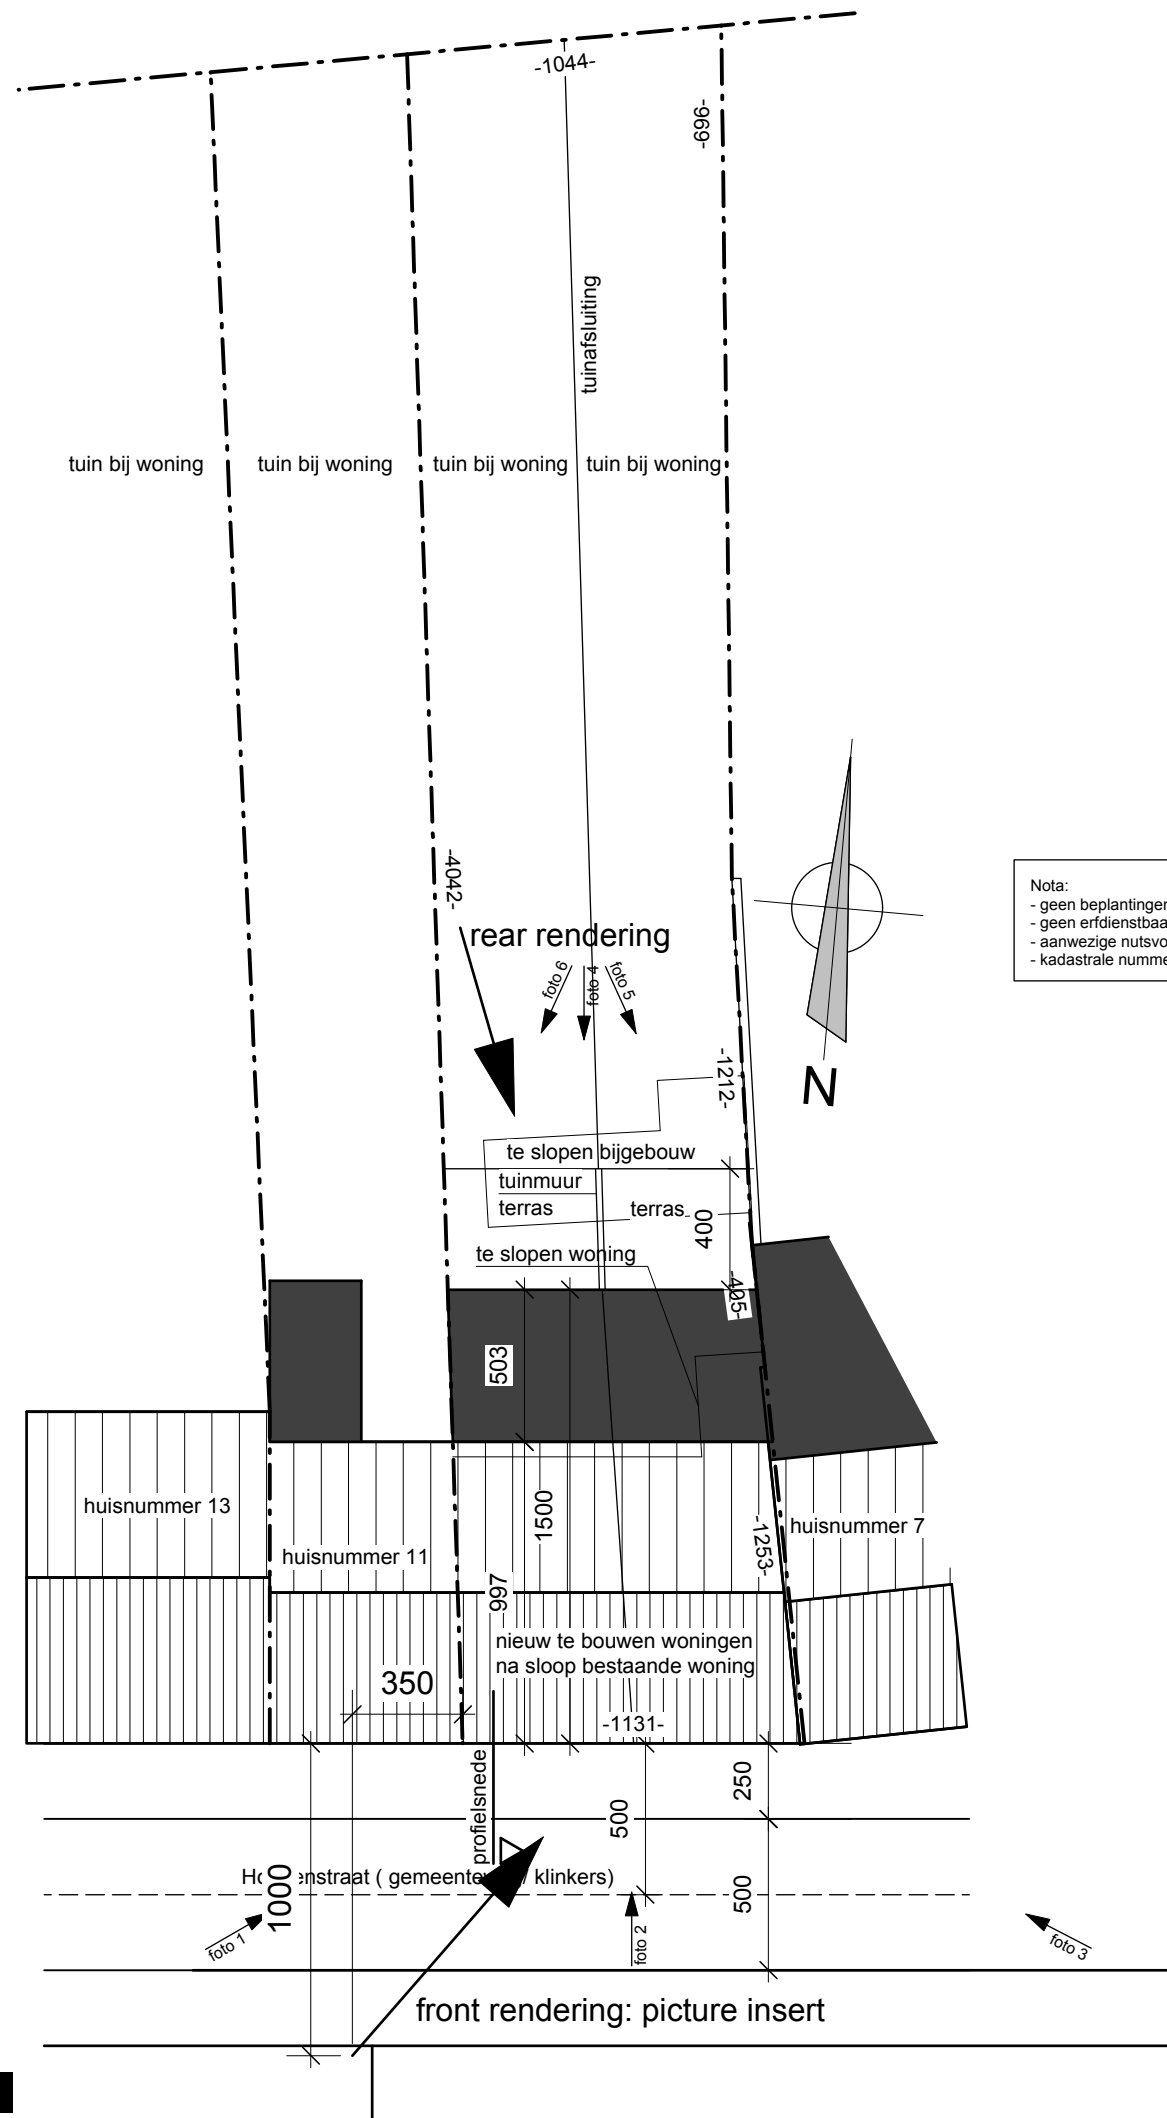 -1044-
-696-
tuinafsluiting
tuin bij woning
tuin bij woning
tuin bij woning
tuin bij woning
-4042-
rear rendering
foto 6
foto 4
foto 5
Nota:
- geen
- geen
- aanwezige
- kadastrale
N
-1212-
te slopen bijgebouw
tuinmuur
terras
terras
400
te slopen woning
-405-
503
huisnummer 13
1500
huisnummer 7
-1253-
huisnummer 11
997
nieuw te bouwen woningen
na sloop bestaande woning
350
-1131-
profielsnede
250
500
( klinkers)
1000
500
foto 1
foto 2
foto 3
front rendering: picture insert